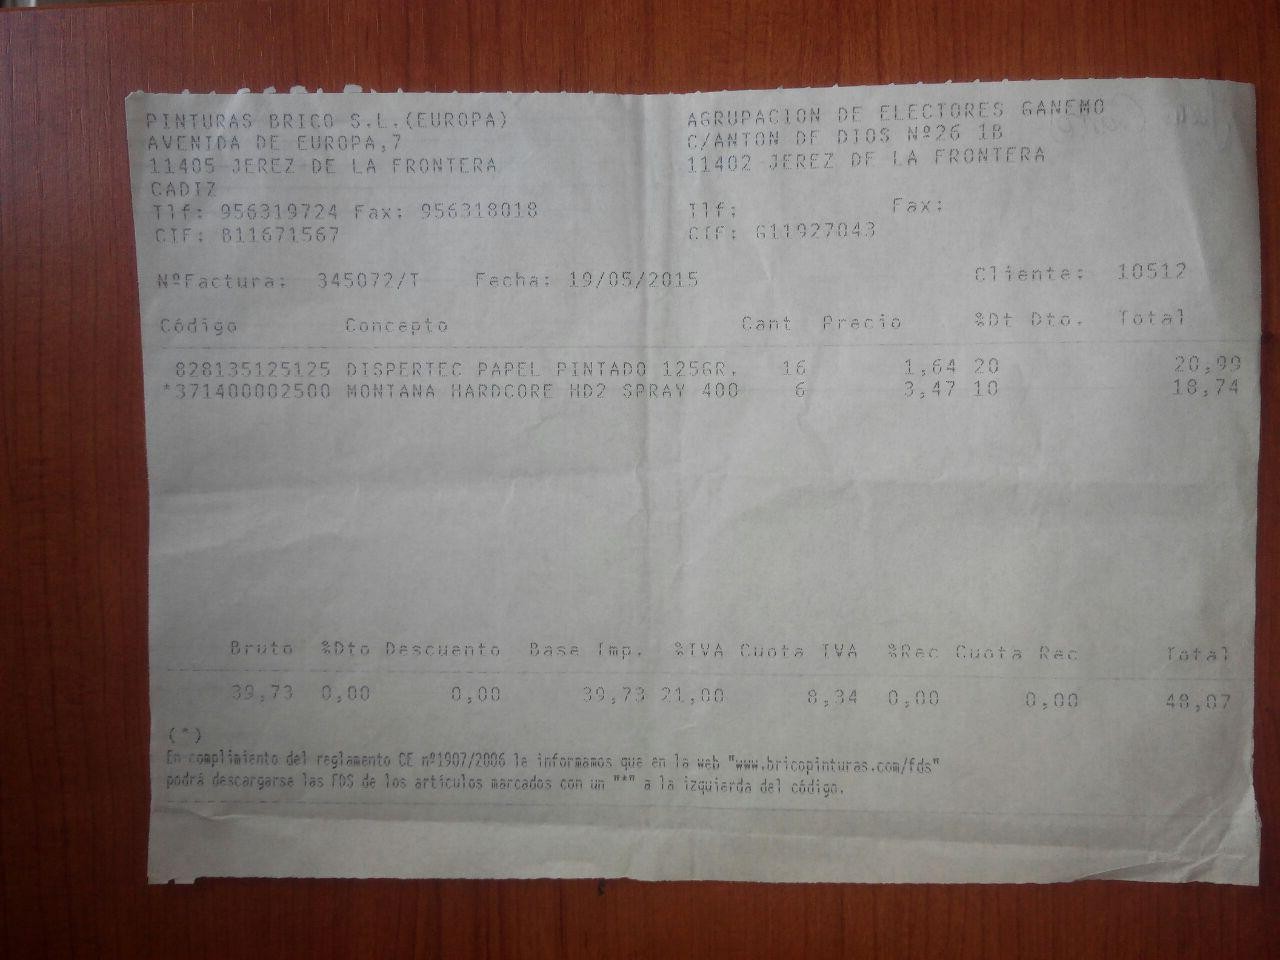 PINTURAS BRICO S.L.(EUROPA)
AVENIDA DE EUROPA,7
11405 JEREZ DE LA FRONTERA
CADIZ
Tlf: 956319724 Fax: 956318018
CIF: B11671567
AGRUPACION DE ELECTORES GANEMO
C/ANTON DE DIOS Nº26 1B
11402 JEREZ DE LA FRONTERA
Tlf: Fax:
CIF: G11927043
NºFactura: 345072/T Fecha: 19/05/2015 Cliente: 10512
Código Concepto Cant Precio %Dt Dto. Total
828135125125 DISPERTEC PAPEL PINTADO 125GR. 16 1,64 20 20,99
*371400002500 MONTANA HARDCORE HD2 SPRAY 400 6 3,47 10 18,74
Bruto %Dto Descuento Base Imp. %IVA Cuota IVA %Rec Cuota Rec Total
39,73 0,00 0,00 39,73 21,00 8,34 0,00 0,00 48,07
(*)
En complimiento del reglamento CE nº1907/2006 le informamos que en la web "www.bricopinturas.com/fds"
podrá descargarse las FDS de los artículos marcados con un "*" a la izquierda del código.